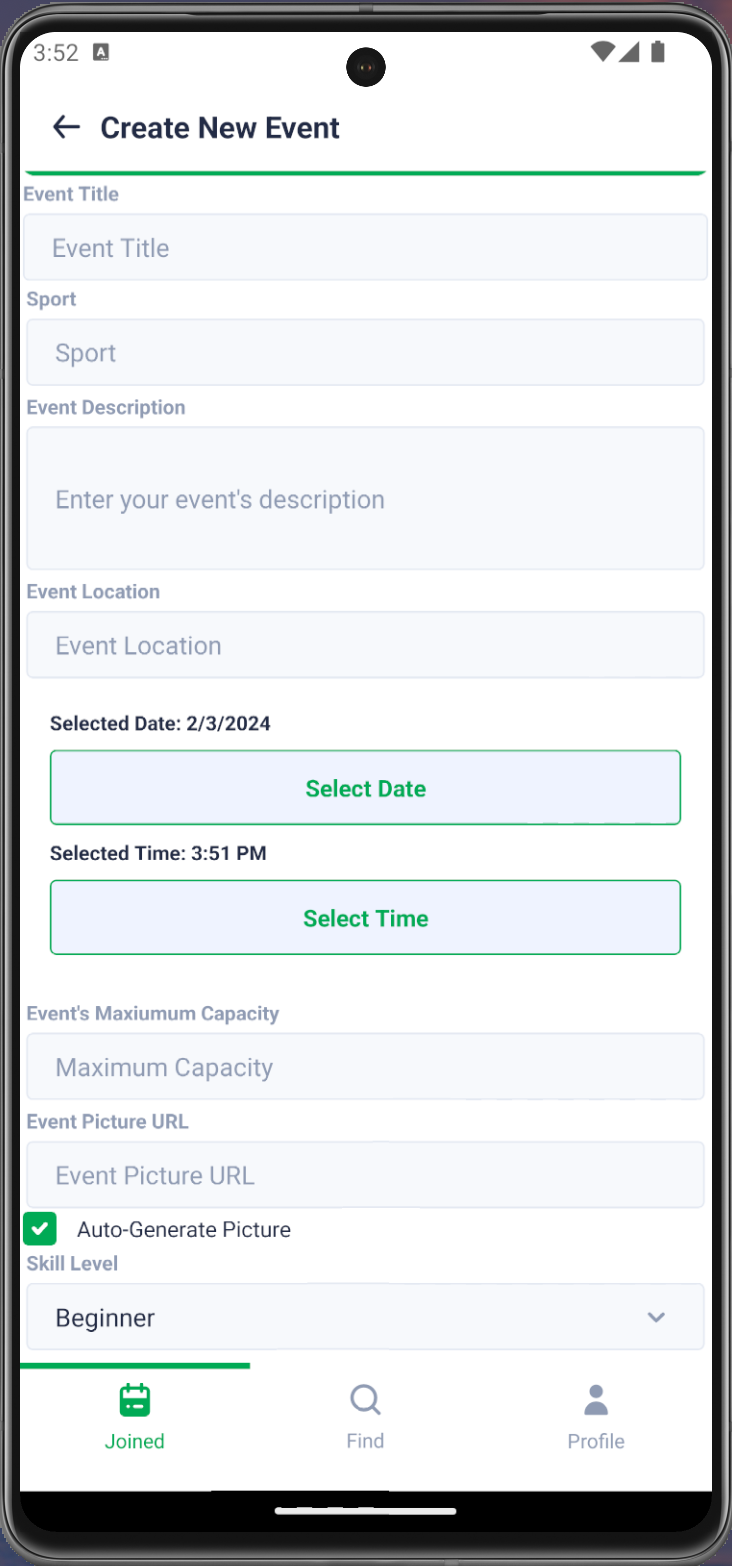 3:52 A
Create New Event
Event Title
Event Title
Sport
Sport
Event Description
Enter your event's description
Event Location
Event Location
Selected Date: 2/3/2024
Select Date
Selected Time: 3:51 PM
Select Time
Event's Maxiumum Capacity
Maximum Capacity
Event Picture URL
Event Picture URL
Auto-Generate Picture
Skill Level
Beginner
Joined Find Profile